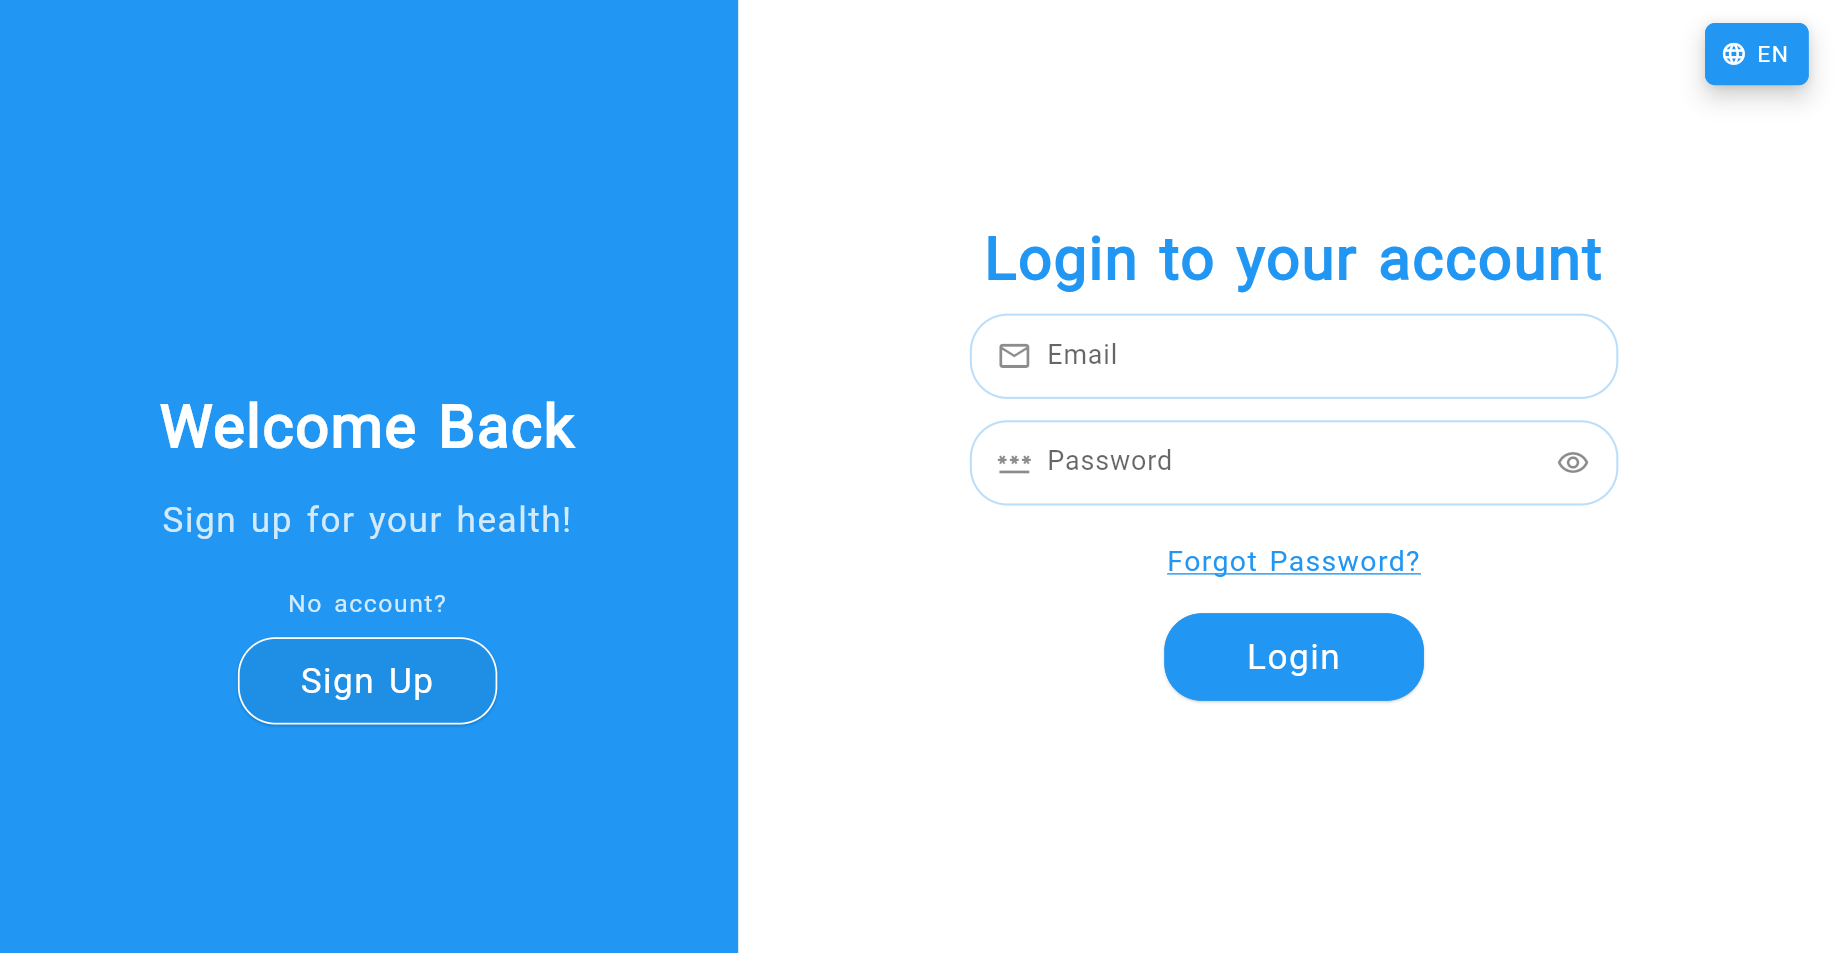 EN
Welcome Back
Sign up for your health!
No account?
Sign Up
Login to your account
Email
*** Password
Forgot Password?
Login